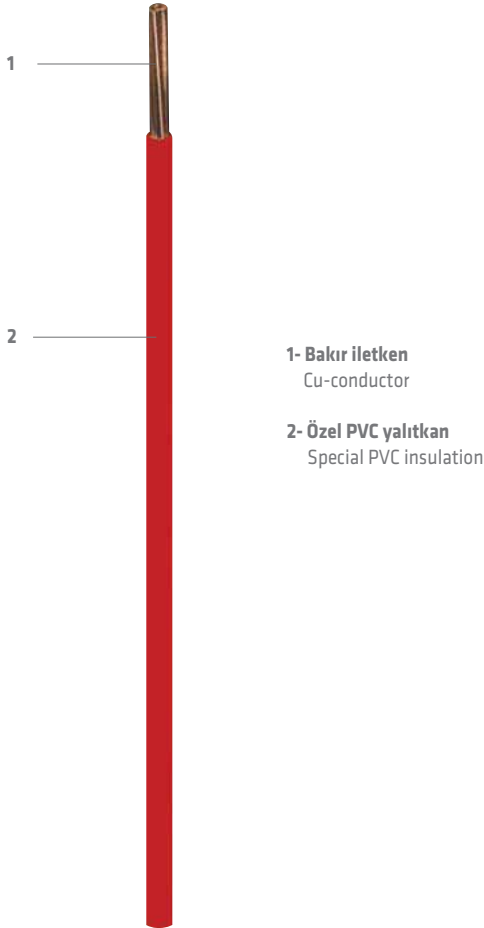 1
2
1- Bakır iletken
Cu-conductor
2- Özel PVC yalıtkan
Special PVC insulation